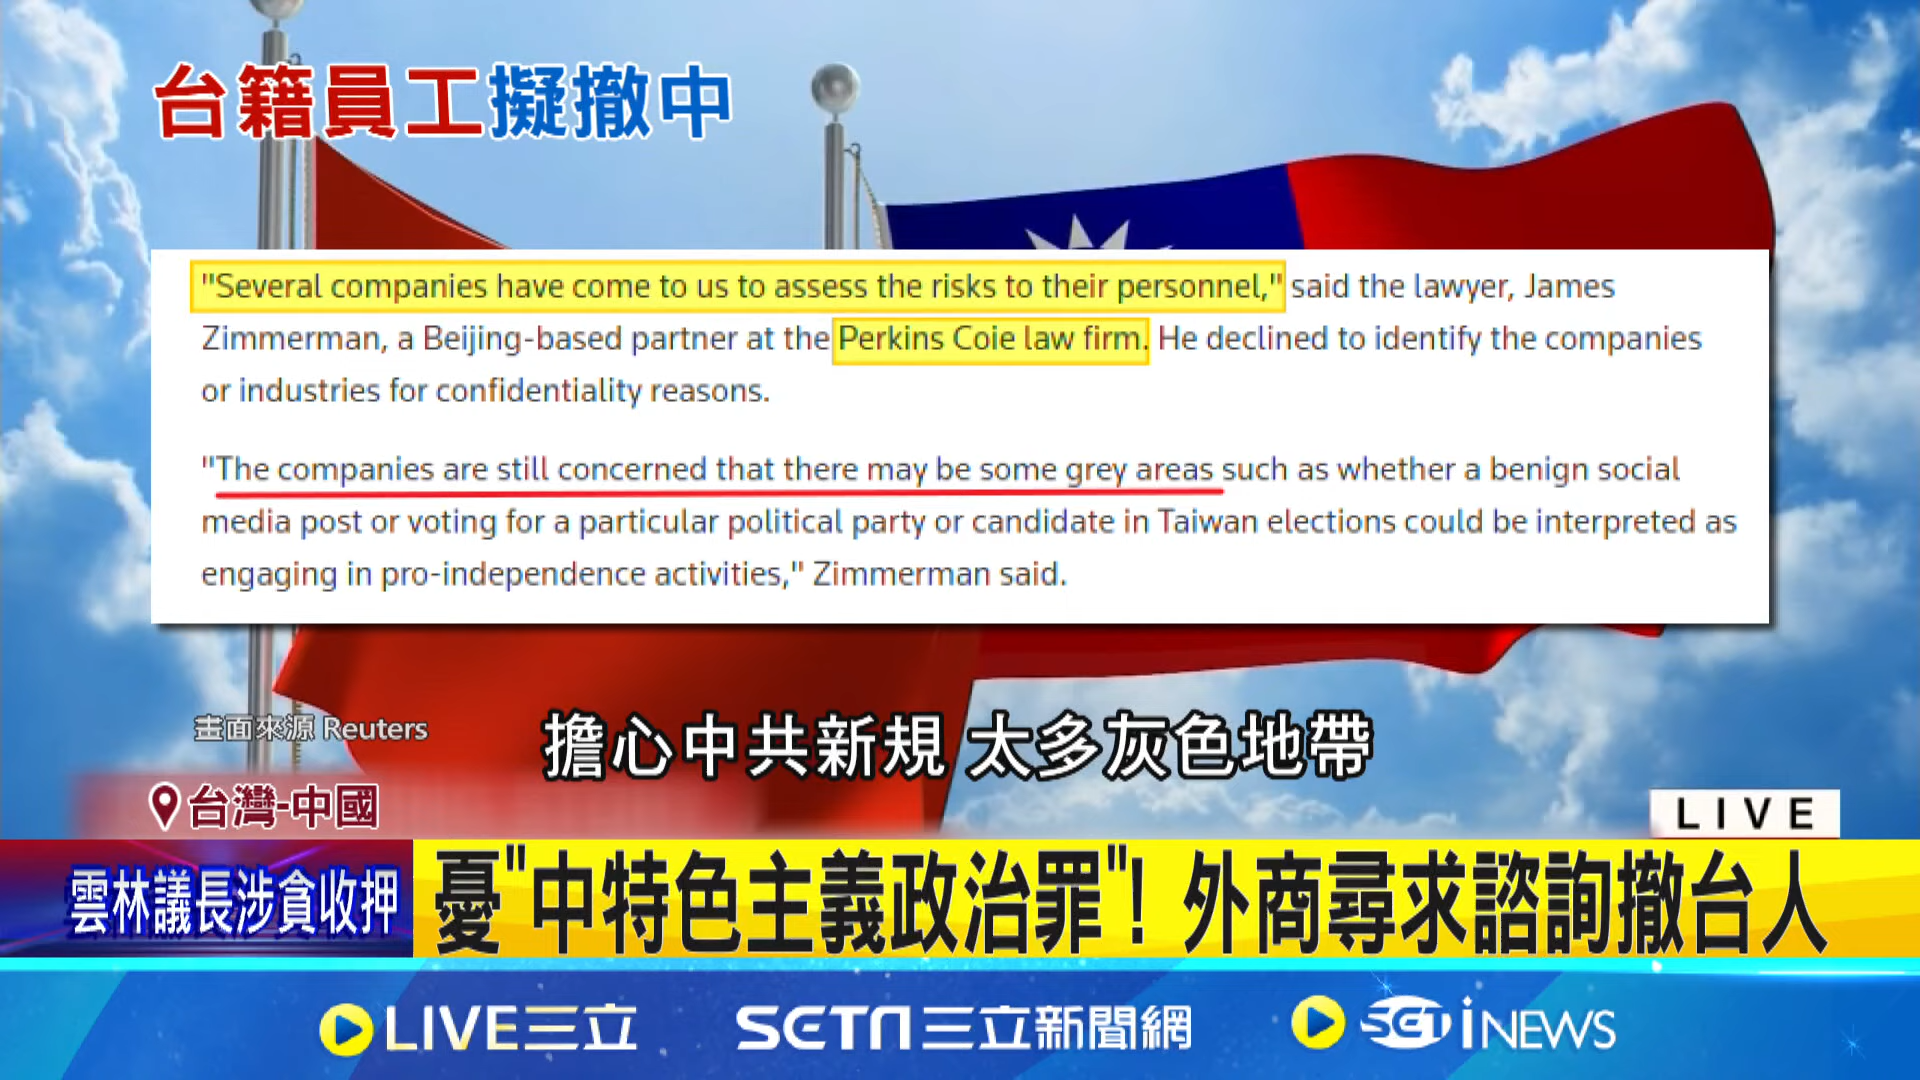 台籍員工擬撤中
"Several companies have come to us to assess the risks to their personnel," said the lawyer, James
Zimmerman, a Beijing-based partner at the Perkins Coie law firm. He declined to identify the companies
or industries for confidentiality reasons.
"The companies are still concerned that there may be some grey areas such as whether a benign social
media post or voting for a particular political party or candidate in Taiwan elections could be interpreted as
engaging in pro-independence activities," Zimmerman said.
畫面來源 Reuters
擔心中共新規 太多灰色地帶
台灣-中國
LIVE
雲林議長涉貪收押
憂"中特色主義政治罪"! 外商尋求諮詢撤台人
LIVE三立
SETN三立新聞網
SETiNEWS